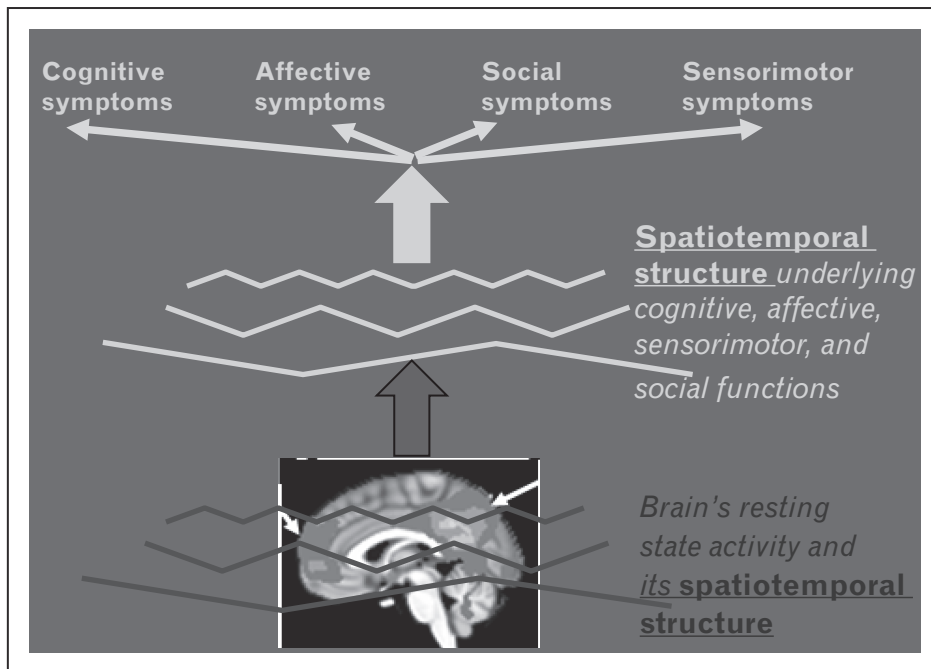 Cognitive
symptoms
Affective
symptoms
Social
symptoms
Sensorimotor
symptoms
Spatiotemporal
structure underlying
cognitive, affective,
sensorimotor, and
social functions
Brain’s resting
state activity and
its spatiotemporal
structure